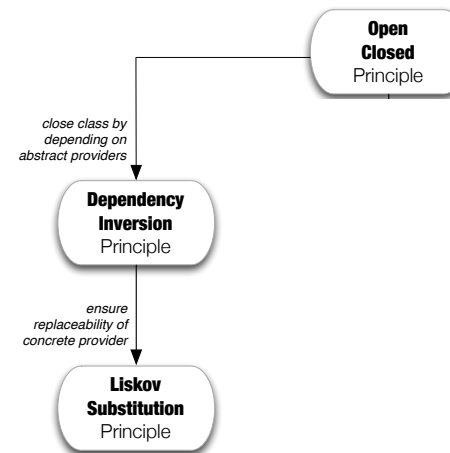 Open
Closed
Principle
close class by
depending on
abstract providers
Dependency
Inversion
Principle
ensure
replaceability of
concrete provider
Liskov
Substitution
Principle